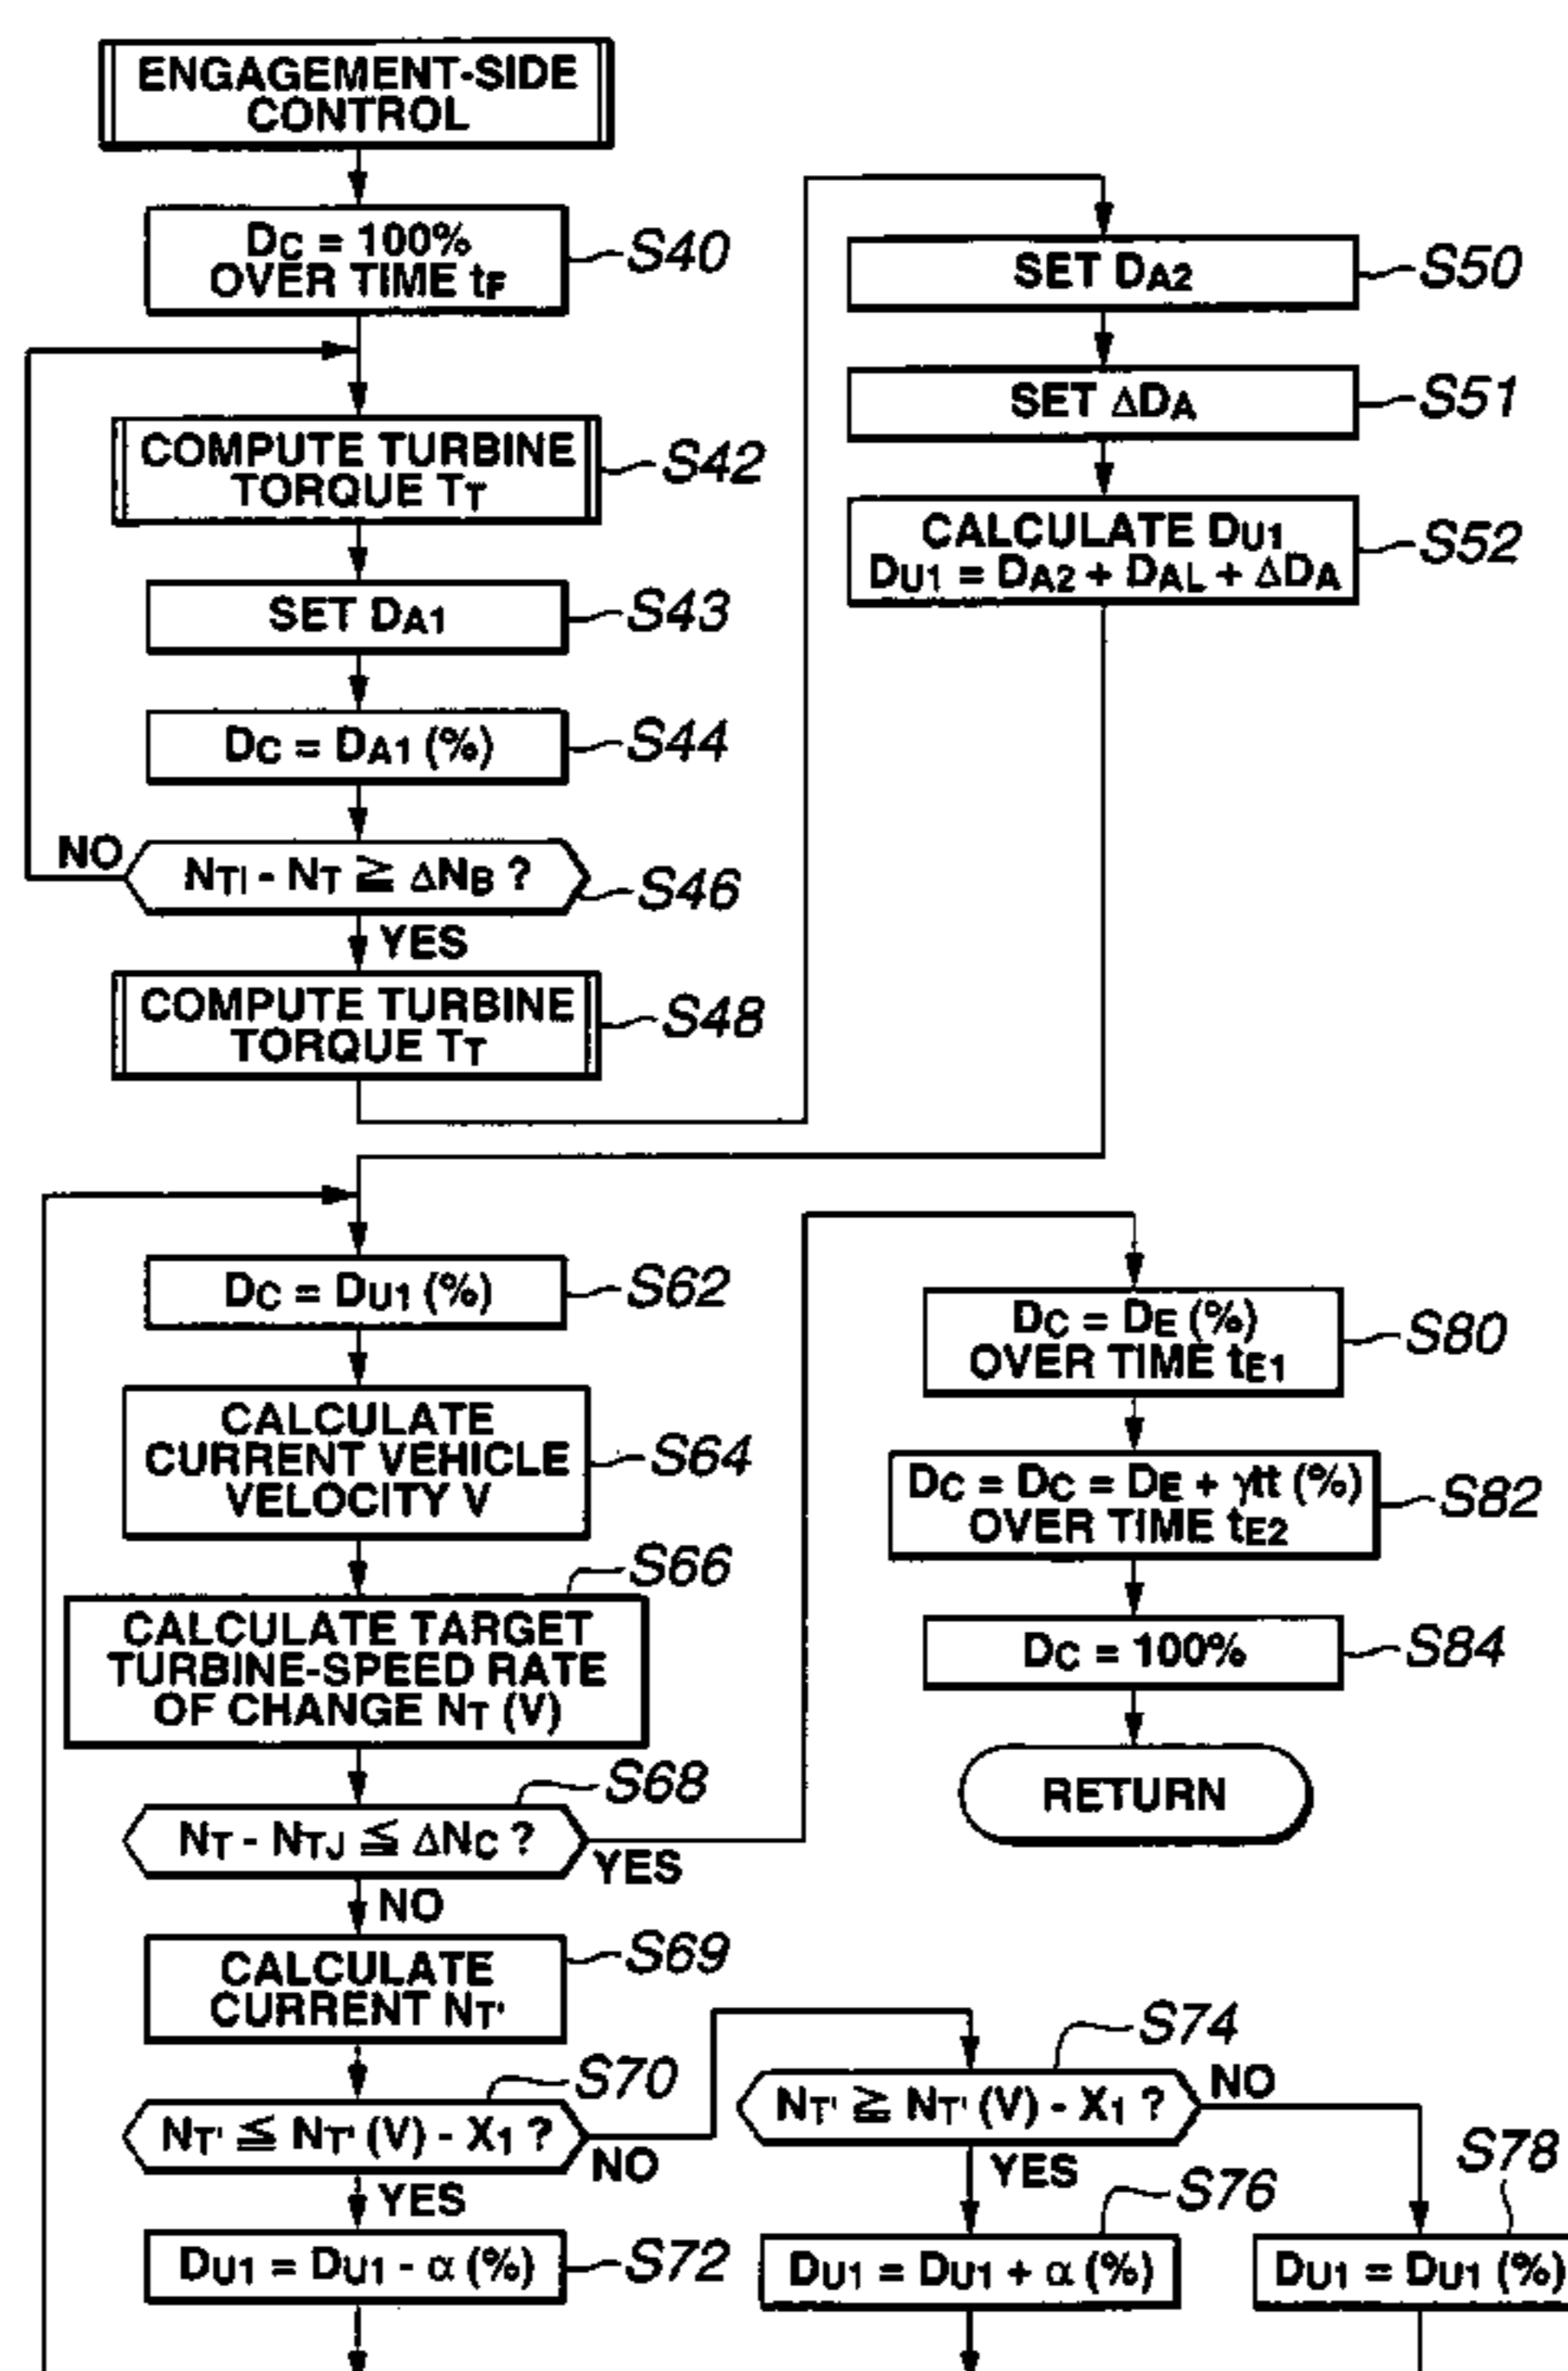 ENGAGEMENT-SIDE
CONTROL
DC = 100%
OVER TIME tF
S40
COMPUTE TURBINE
TORQUE TT
S42
SET DA1
S43
DC = DA1 (%)
S44
NO
NTI - NT ≧ ΔNB ?
S46
YES
COMPUTE TURBINE
TORQUE TT
S48
SET DA2
S50
SET ΔDA
S51
CALCULATE DU1
DU1 = DA2 + DAL + ΔDA
S52
DC = DU1 (%)
S62
CALCULATE
CURRENT VEHICLE
VELOCITY V
S64
S66
CALCULATE TARGET
TURBINE-SPEED RATE
OF CHANGE NT (V)
S68
NT - NTJ ≦ ΔNC ?
YES
NO
CALCULATE
CURRENT NT'
S69
S70
NT' ≦ NT' (V) - X1 ?
NO
YES
DU1 = DU1 - α (%)
S72
S74
NT' ≧ NT' (V) - X1 ?
NO
YES
S76
DU1 = DU1 + α (%)
S78
DU1 = DU1 (%)
DC = DE (%)
OVER TIME tE1
S80
DC = DC = DE + γtt (%)
OVER TIME tE2
S82
DC = 100%
S84
RETURN